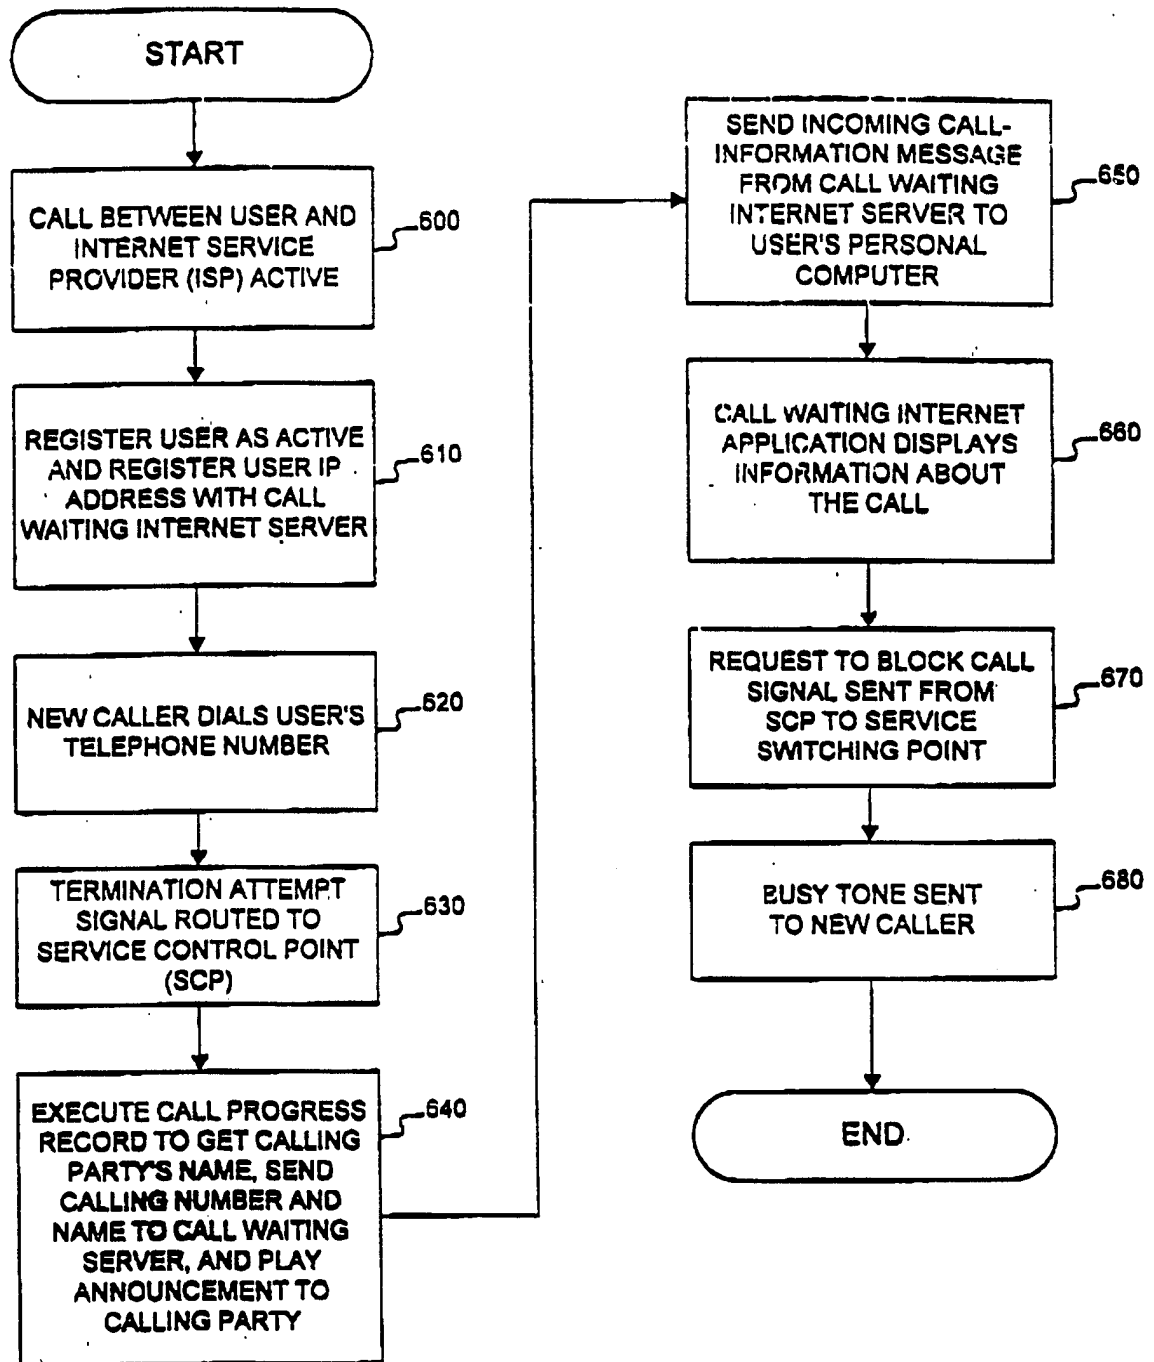 START
CALL BETWEEN USER AND
INTERNET SERVICE
PROVIDER (ISP) ACTIVE
600
REGISTER USER AS ACTIVE
AND REGISTER USER IP
ADDRESS WITH CALL
WAITING INTERNET SERVER
610
NEW CALLER DIALS USER'S
TELEPHONE NUMBER
620
TERMINATION ATTEMPT
SIGNAL ROUTED TO
SERVICE CONTROL POINT
(SCP)
630
EXECUTE CALL PROGRESS
RECORD TO GET CALLING
PARTY'S NAME, SEND
CALLING NUMBER AND
NAME TO CALL WAITING
SERVER, AND PLAY
ANNOUNCEMENT TO
CALLING PARTY
640
SEND INCOMING CALL-
INFORMATION MESSAGE
FROM CALL WAITING
INTERNET SERVER TO
USER'S PERSONAL
COMPUTER
650
CALL WAITING INTERNET
APPLICATION DISPLAYS
INFORMATION ABOUT
THE CALL
660
REQUEST TO BLOCK CALL
SIGNAL SENT FROM
SCP TO SERVICE
SWITCHING POINT
670
BUSY TONE SENT
TO NEW CALLER
680
END